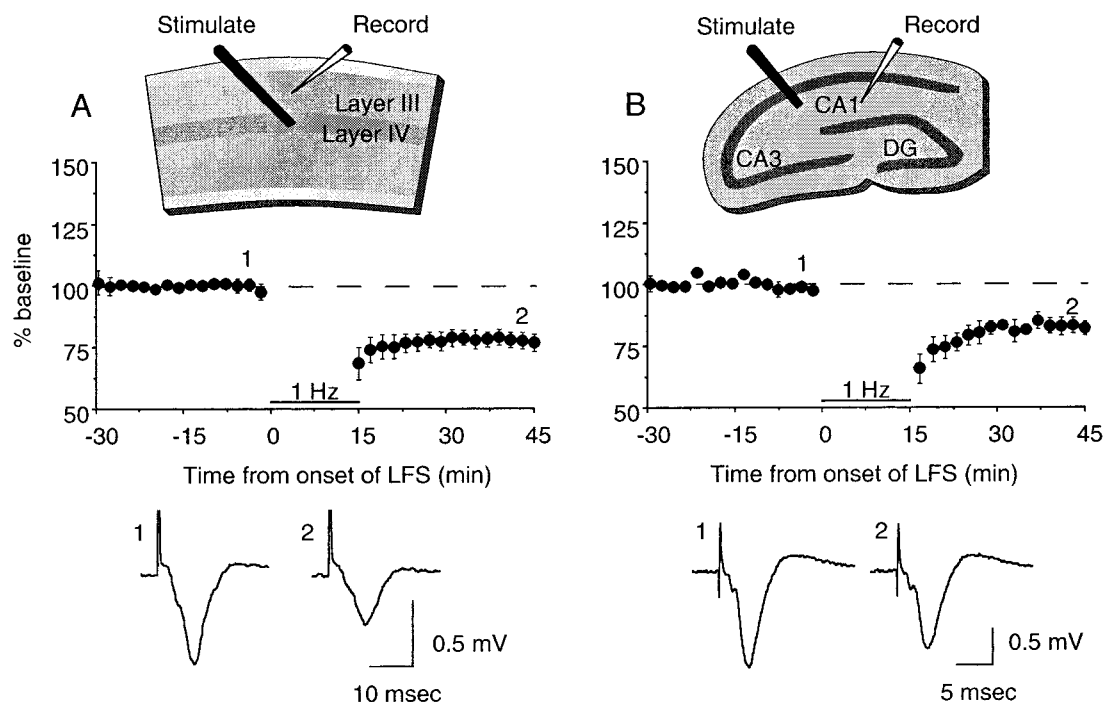 Stimulate Record
A
Layer III
Layer IV
150
125
100
75
50
% baseline
1
2
1 Hz
-30 -15 0 15 30 45
Time from onset of LFS (min)
1 2
0.5 mV
10 msec
Stimulate Record
B
CA1
CA3
DG
150
125
100
75
50
1
2
1 Hz
-30 -15 0 15 30 45
Time from onset of LFS (min)
1 2
0.5 mV
5 msec